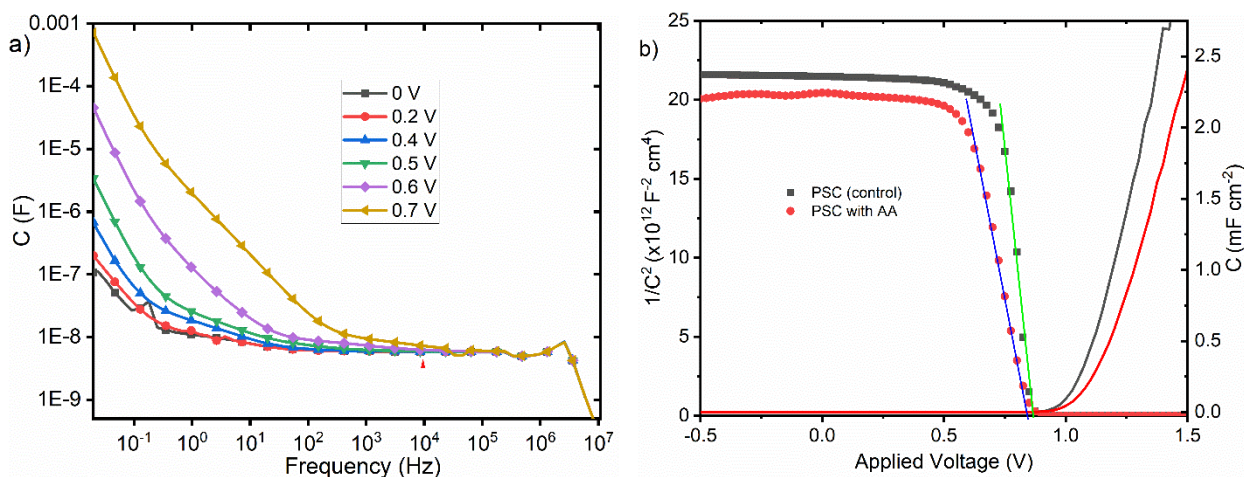 a)
0.001
1E-4
1E-5
1E-6
1E-7
1E-8
1E-9
C (F)
0 V
0.2 V
0.4 V
0.5 V
0.6 V
0.7 V
10⁻¹ 10⁰ 10¹ 10² 10³ 10⁴ 10⁵ 10⁶ 10⁷
Frequency (Hz)
b)
25
20
15
10
5
0
1/C² (x10¹² F⁻² cm⁴)
PSC (control)
PSC with AA
2.5
2.0
1.5
1.0
0.5
0.0
C (mF cm⁻²)
-0.5 0.0 0.5 1.0 1.5
Applied Voltage (V)